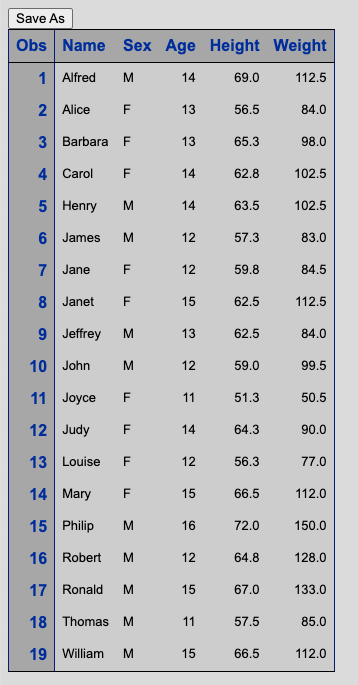 Save As
Obs Name Sex Age Height Weight
1 Alfred M 14 69.0 112.5
2 Alice F 13 56.5 84.0
3 Barbara F 13 65.3 98.0
4 Carol F 14 62.8 102.5
5 Henry M 14 63.5 102.5
6 James M 12 57.3 83.0
7 Jane F 12 59.8 84.5
8 Janet F 15 62.5 112.5
9 Jeffrey M 13 62.5 84.0
10 John M 12 59.0 99.5
11 Joyce F 11 51.3 50.5
12 Judy F 14 64.3 90.0
13 Louise F 12 56.3 77.0
14 Mary F 15 66.5 112.0
15 Philip M 16 72.0 150.0
16 Robert M 12 64.8 128.0
17 Ronald M 15 67.0 133.0
18 Thomas M 11 57.5 85.0
19 William M 15 66.5 112.0